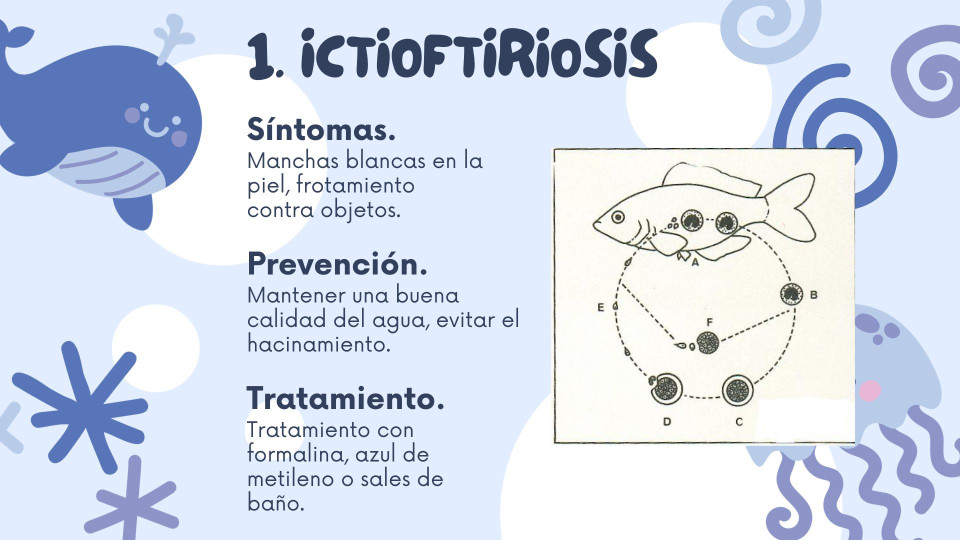 1. ICTIOFTIRIOSIS
Síntomas.
Manchas blancas en la
piel, frotamiento
contra objetos.
Prevención.
Mantener una buena
calidad del agua, evitar el
hacinamiento.
Tratamiento.
Tratamiento con
formalina, azul de
metileno o sales de
baño.
A
B
E
F
D
C